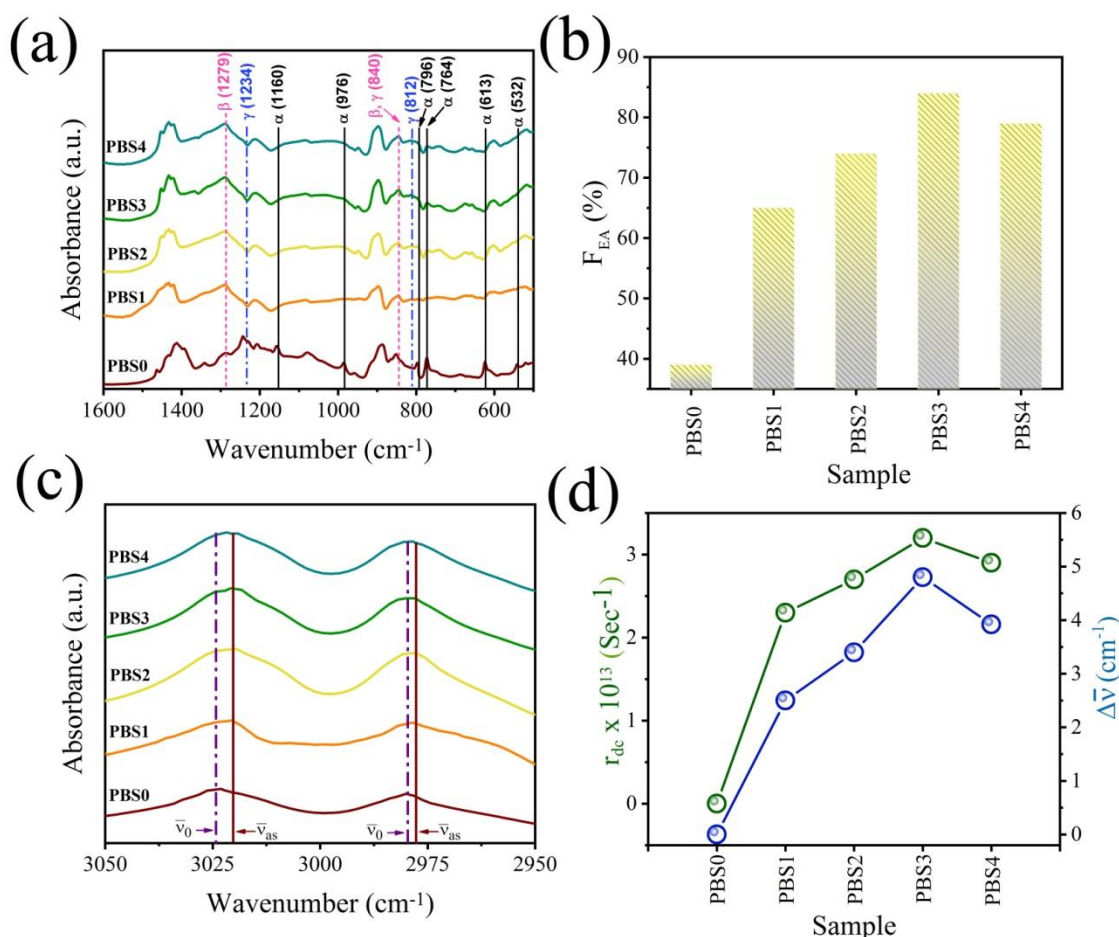 (a)
β (1279)
γ (1234)
α (1160)
(976)
β, γ (840)
γ (812)
α (796)
α (764)
α (613)
α (532)
PBS4
PBS3
PBS2
PBS1
PBS0
Absorbance (a.u.)
1600 1400 1200 1000 800 600
Wavenumber (cm⁻¹)
(b)
90
80
70
60
50
40
F_EA (%)
PBS0 PBS1 PBS2 PBS3 PBS4
Sample
(c)
PBS4
PBS3
PBS2
PBS1
PBS0
ν̅₀ ν̅as ν̅₀ ν̅as
Absorbance (a.u.)
3050 3025 3000 2975 2950
Wavenumber (cm⁻¹)
(d)
3
2
1
0
r_dc x 10¹³ (Sec⁻¹)
6
5
4
3
2
1
0
Δν̅ (cm⁻¹)
PBS0 PBS1 PBS2 PBS3 PBS4
Sample